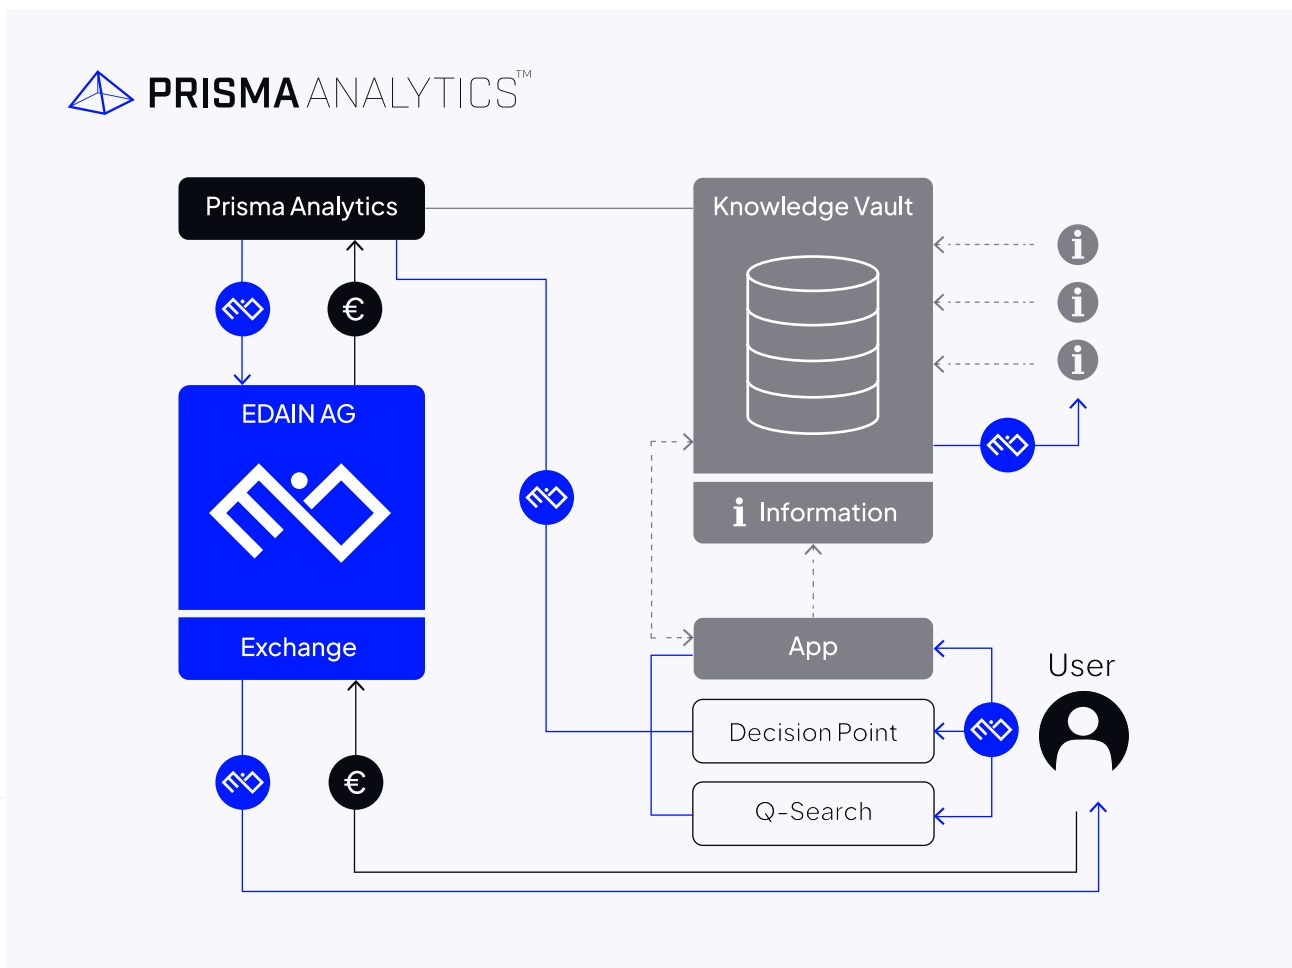 PRISMA ANALYTICS™
Prisma Analytics
Knowledge Vault
i
€
i
i
EDAIN AG
i Information
Exchange
App
User
Decision Point
€
Q-Search